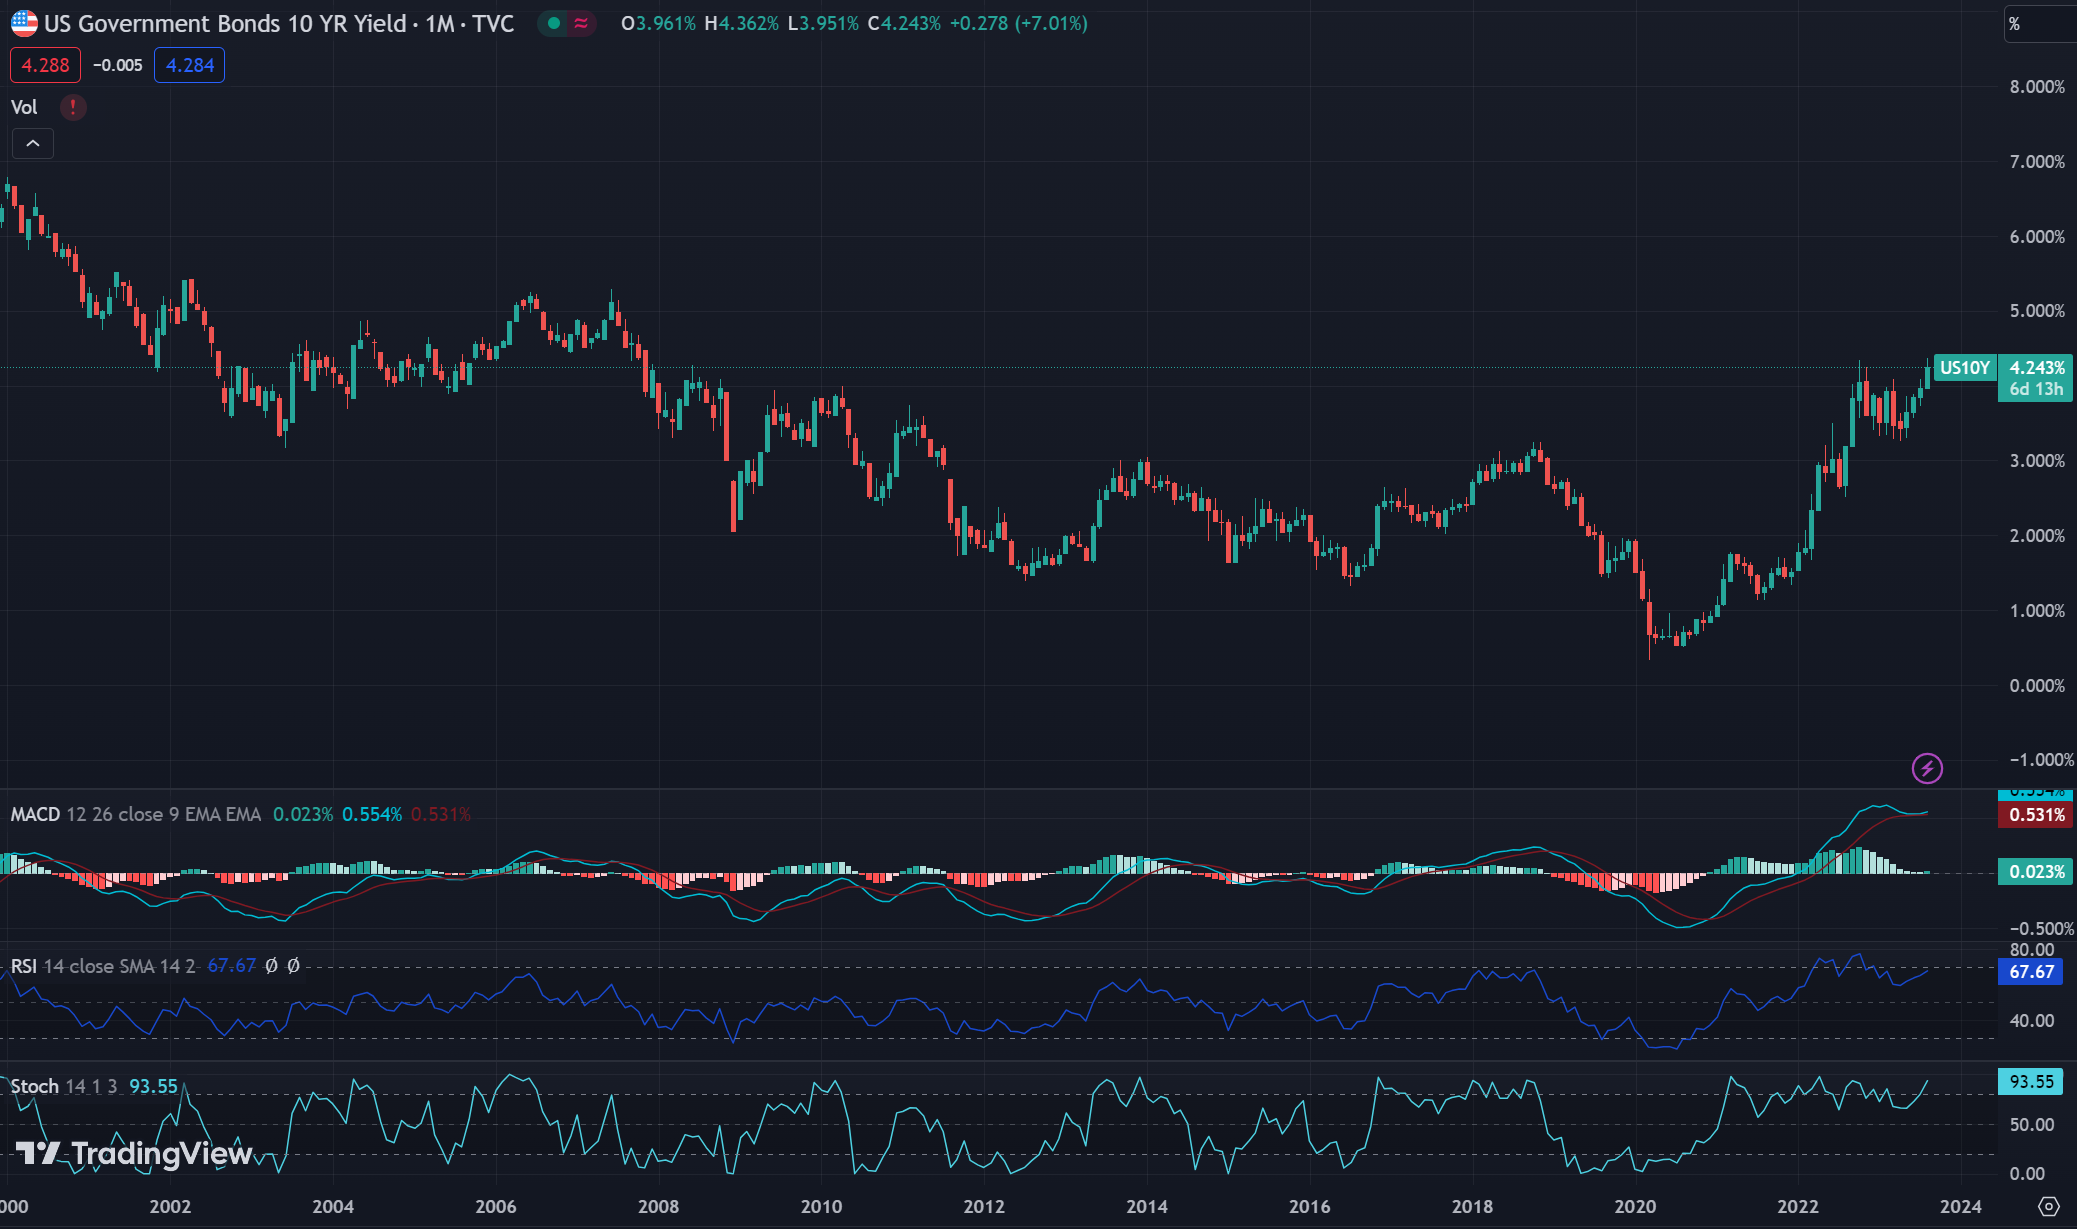 US Government Bonds 10 YR Yield · 1M · TVC ≈ O3.961% H4.362% L3.951% C4.243% +0.278 (+7.01%) %
4.288 −0.005 4.284
8.000%
Vol !
7.000%
6.000%
5.000%
US10Y 4.243%
6d 13h
3.000%
2.000%
1.000%
0.000%
−1.000%
0.554%
MACD 12 26 close 9 EMA EMA 0.023% 0.554% 0.531% 0.531%
0.023%
−0.500%
80.00
RSI 14 close SMA 14 2 67.67 Ø Ø 67.67
40.00
Stoch 14 1 3 93.55 93.55
50.00
TradingView
0.00
000 2002 2004 2006 2008 2010 2012 2014 2016 2018 2020 2022 2024